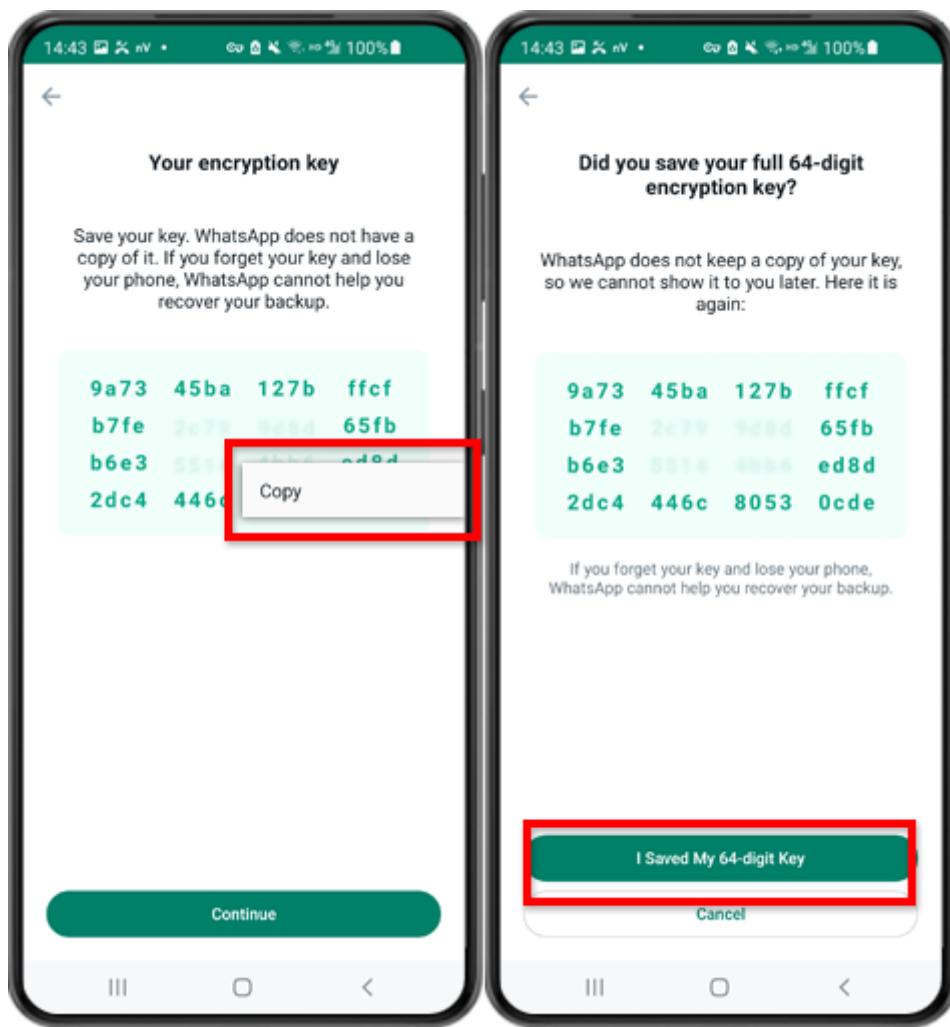 14:43 100%
Your encryption key
Save your key. WhatsApp does not have a
copy of it. If you forget your key and lose
your phone, WhatsApp cannot help you
recover your backup.
9a73 45ba 127b ffcf
b7fe 65fb
b6e3 ed8d
2dc4 446c
Copy
Continue
14:43 100%
Did you save your full 64-digit
encryption key?
WhatsApp does not keep a copy of your key,
so we cannot show it to you later. Here it is
again:
9a73 45ba 127b ffcf
b7fe 65fb
b6e3 ed8d
2dc4 446c 8053 0cde
If you forget your key and lose your phone,
WhatsApp cannot help you recover your backup.
I Saved My 64-digit Key
Cancel